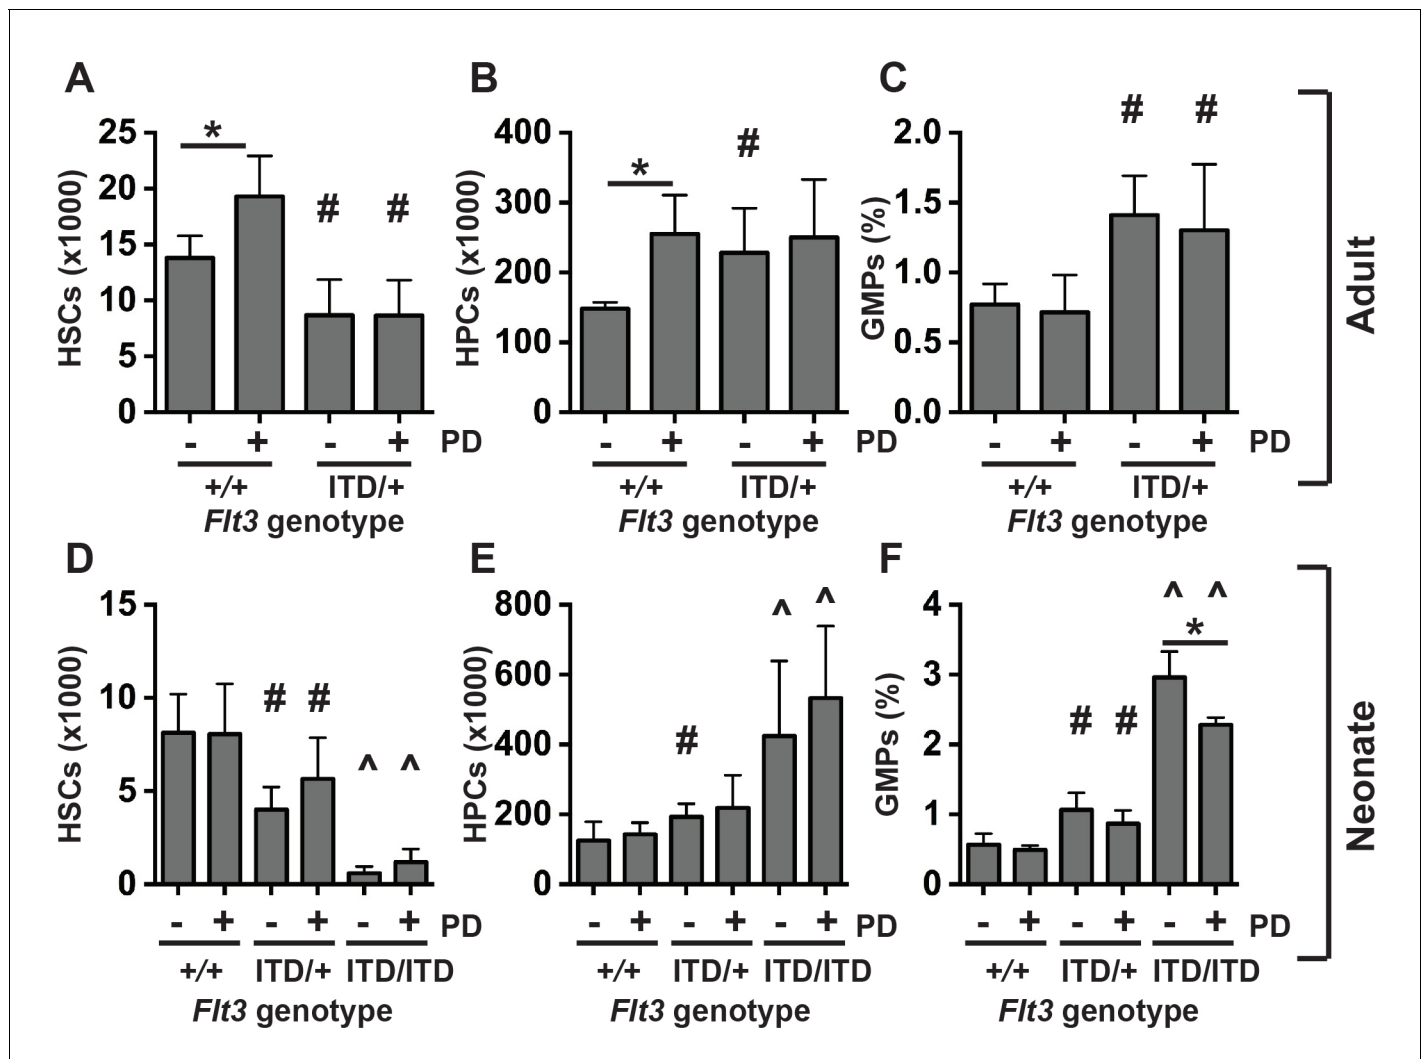 A
HSCs (x1000)
25
20
15
10
5
0
*
# #
- + - + PD
+/+ ITD/+
Flt3 genotype
B
HPCs (x1000)
400
300
200
100
0
*
#
- + - + PD
+/+ ITD/+
Flt3 genotype
C
GMPs (%)
2.0
1.5
1.0
0.5
0.0
# #
- + - + PD
+/+ ITD/+
Flt3 genotype
Adult
D
HSCs (x1000)
15
10
5
0
# #
^ ^
- + - + - + PD
+/+ ITD/+ ITD/ITD
Flt3 genotype
E
HPCs (x1000)
800
600
400
200
0
#
^ ^
- + - + - + PD
+/+ ITD/+ ITD/ITD
Flt3 genotype
F
GMPs (%)
4
3
2
1
0
# #
^ ^
*
- + - + - + PD
+/+ ITD/+ ITD/ITD
Flt3 genotype
Neonate